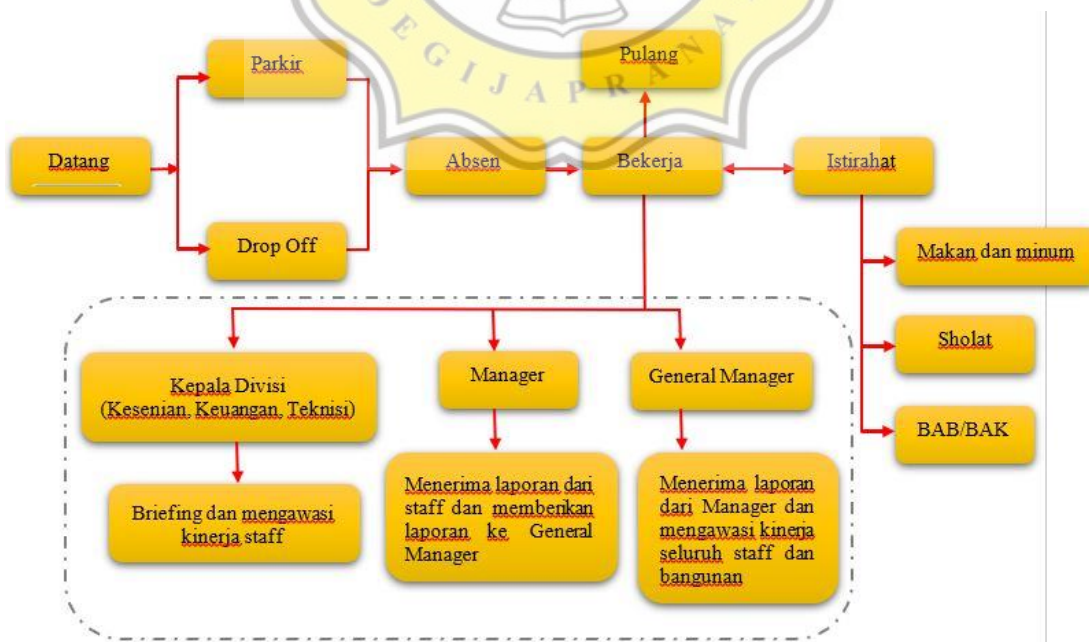 EGIJAPRANA
Parkir
Pulang
Datang
Absen
Bekerja
Istirahat
Drop Off
Makan dan minum
Sholat
BAB/BAK
Kepala Divisi
(Kesenian, Keuangan, Teknisi)
Manager
General Manager
Briefing dan mengawasi
kinerja staff
Menerima laporan dari
staff dan memberikan
laporan ke General
Manager
Menerima laporan
dari Manager dan
mengawasi kinerja
seluruh staff dan
bangunan